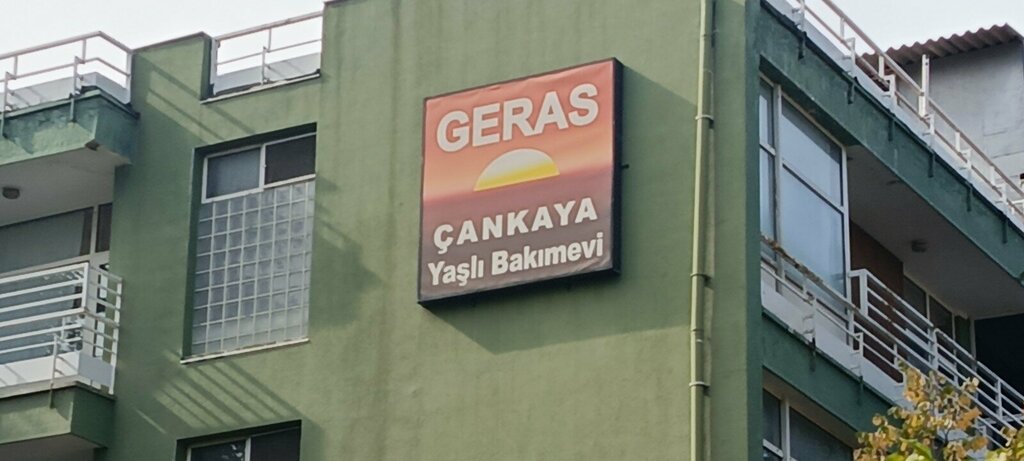 GERAS
ÇANKAYA
Yaşlı Bakımevi